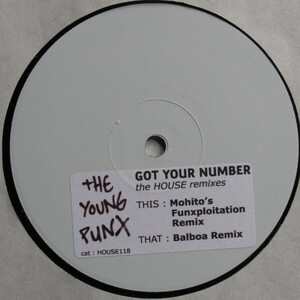 THE
YOUNG
PUNX
cat : HOUSE118
GOT YOUR NUMBER
the HOUSE remixes
THIS : Mohito's
Funxploitation
Remix
THAT : Balboa Remix